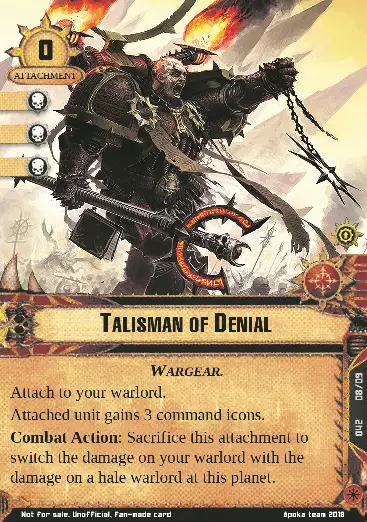 0
ATTACHMENT
TALISMAN OF DENIAL
WARGEAR.
Attach to your warlord.
Attached unit gains 3 command icons.
Combat Action: Sacrifice this attachment to
switch the damage on your warlord with the
damage on a hale warlord at this planet.
042 08/09
Not for sale. Unofficial. Fan-made card
Apoka team 2018